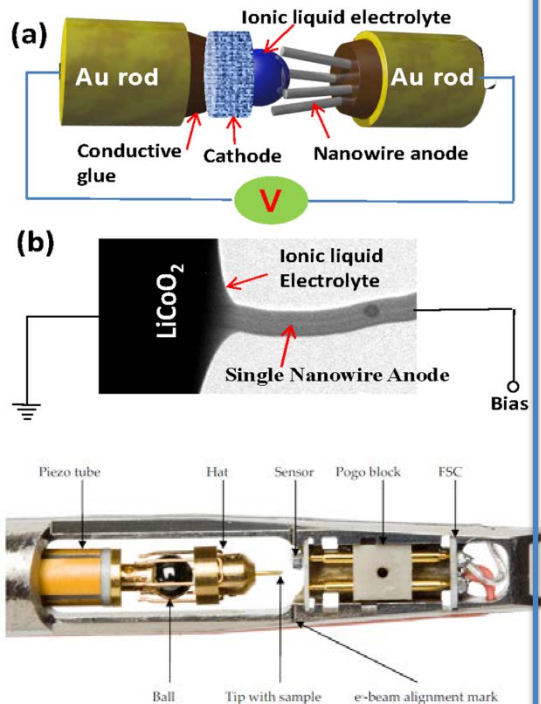 (a)
Ionic liquid electrolyte
Au rod
Au rod
Conductive
glue
Cathode
Nanowire anode
V
(b)
Ionic liquid
Electrolyte
LiCoO₂
Single Nanowire Anode
Bias
Piezo tube
Hat
Sensor
Pogo block
FSC
Ball
Tip with sample
e⁻-beam alignment mark